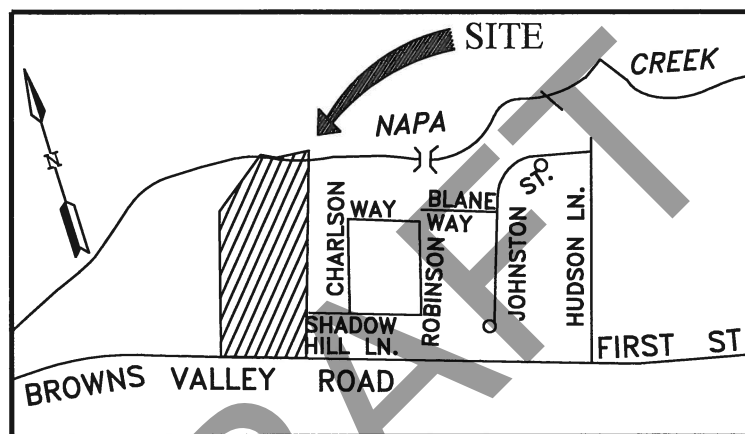 SITE
CREEK
NAPA
N
ST.
BLANE
WAY
WAY
CHARLSON
ROBINSON
JOHNSTON
HUDSON LN.
SHADOW
HILL LN.
FIRST ST
BROWNS VALLEY ROAD
DRAFT